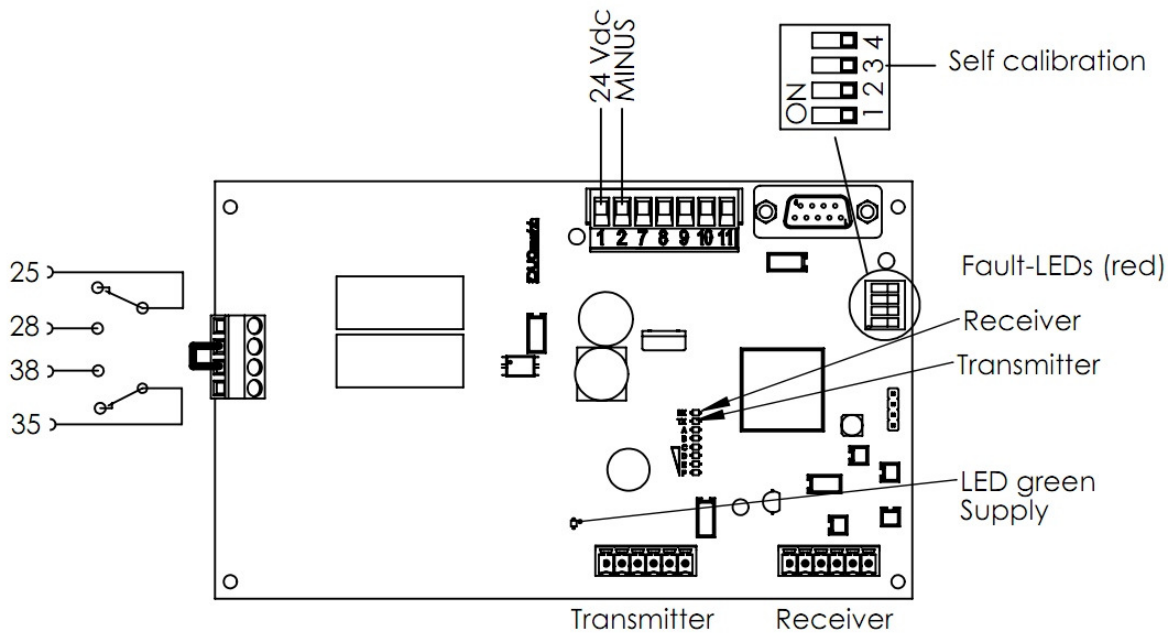 24 Vdc
MINUS
ON
1 2 3 4
Self calibration
1 2 7 8 9 10 11
25
28
38
35
Fault-LEDs (red)
Receiver
Transmitter
LED green
Supply
Transmitter
Receiver